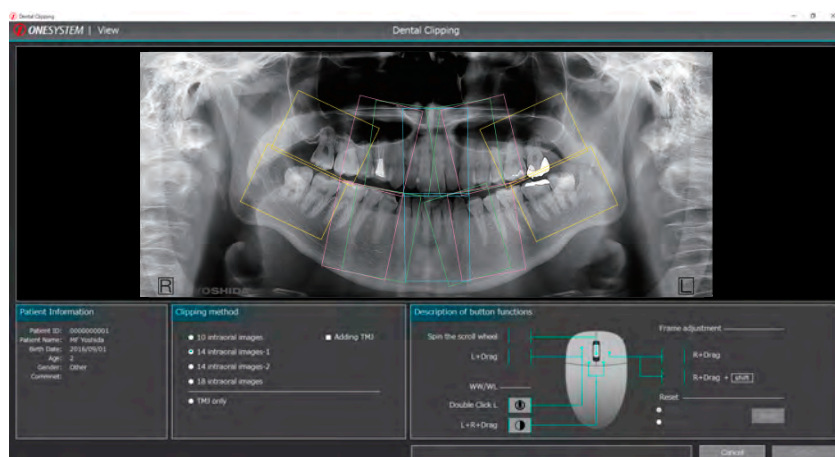 Dental Clipping
ONESYSTEM | View
Dental Clipping
R
YOSHIDA
L
Patient Information
Patient ID: 0000000001
Patient Name: Mr Yoshida
Birth Date: 2016/09/01
Age: 2
Gender: Other
Comment:
Clipping method
10 intraoral images
Adding TMJ
14 intraoral images-1
14 intraoral images-2
18 intraoral images
TMJ only
Description of button functions
Spin the scroll wheel
L+Drag
WW/WL
Double Click L
L+R+Drag
Frame adjustment
R+Drag
R+Drag + shift
Reset
Cancel